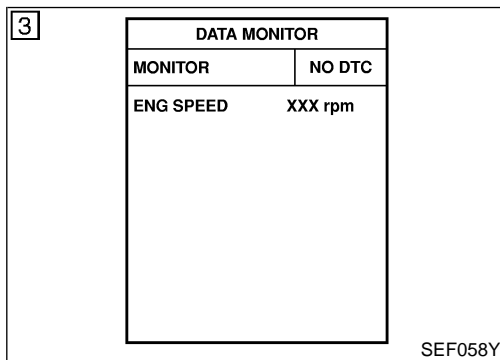 3
DATA MONITOR
MONITOR NO DTC
ENG SPEED XXX rpm
SEF058Y